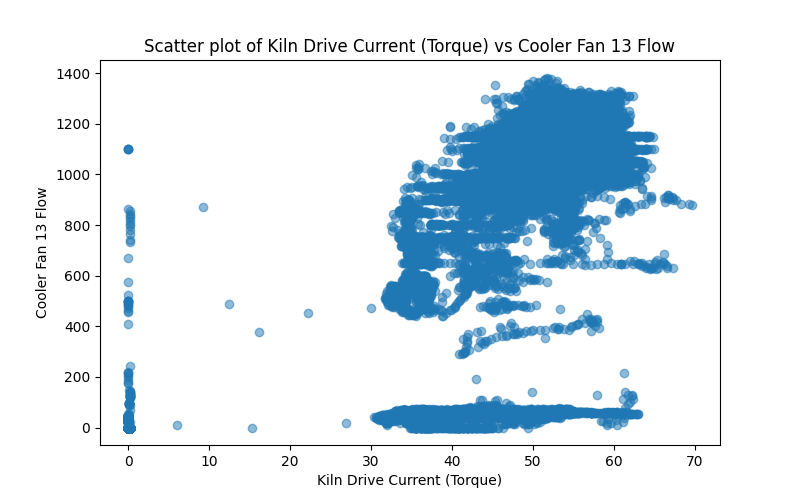 Scatter plot of Kiln Drive Current (Torque) vs Cooler Fan 13 Flow
1400
1200
1000
800
600
400
200
0
Cooler Fan 13 Flow
0 10 20 30 40 50 60 70
Kiln Drive Current (Torque)